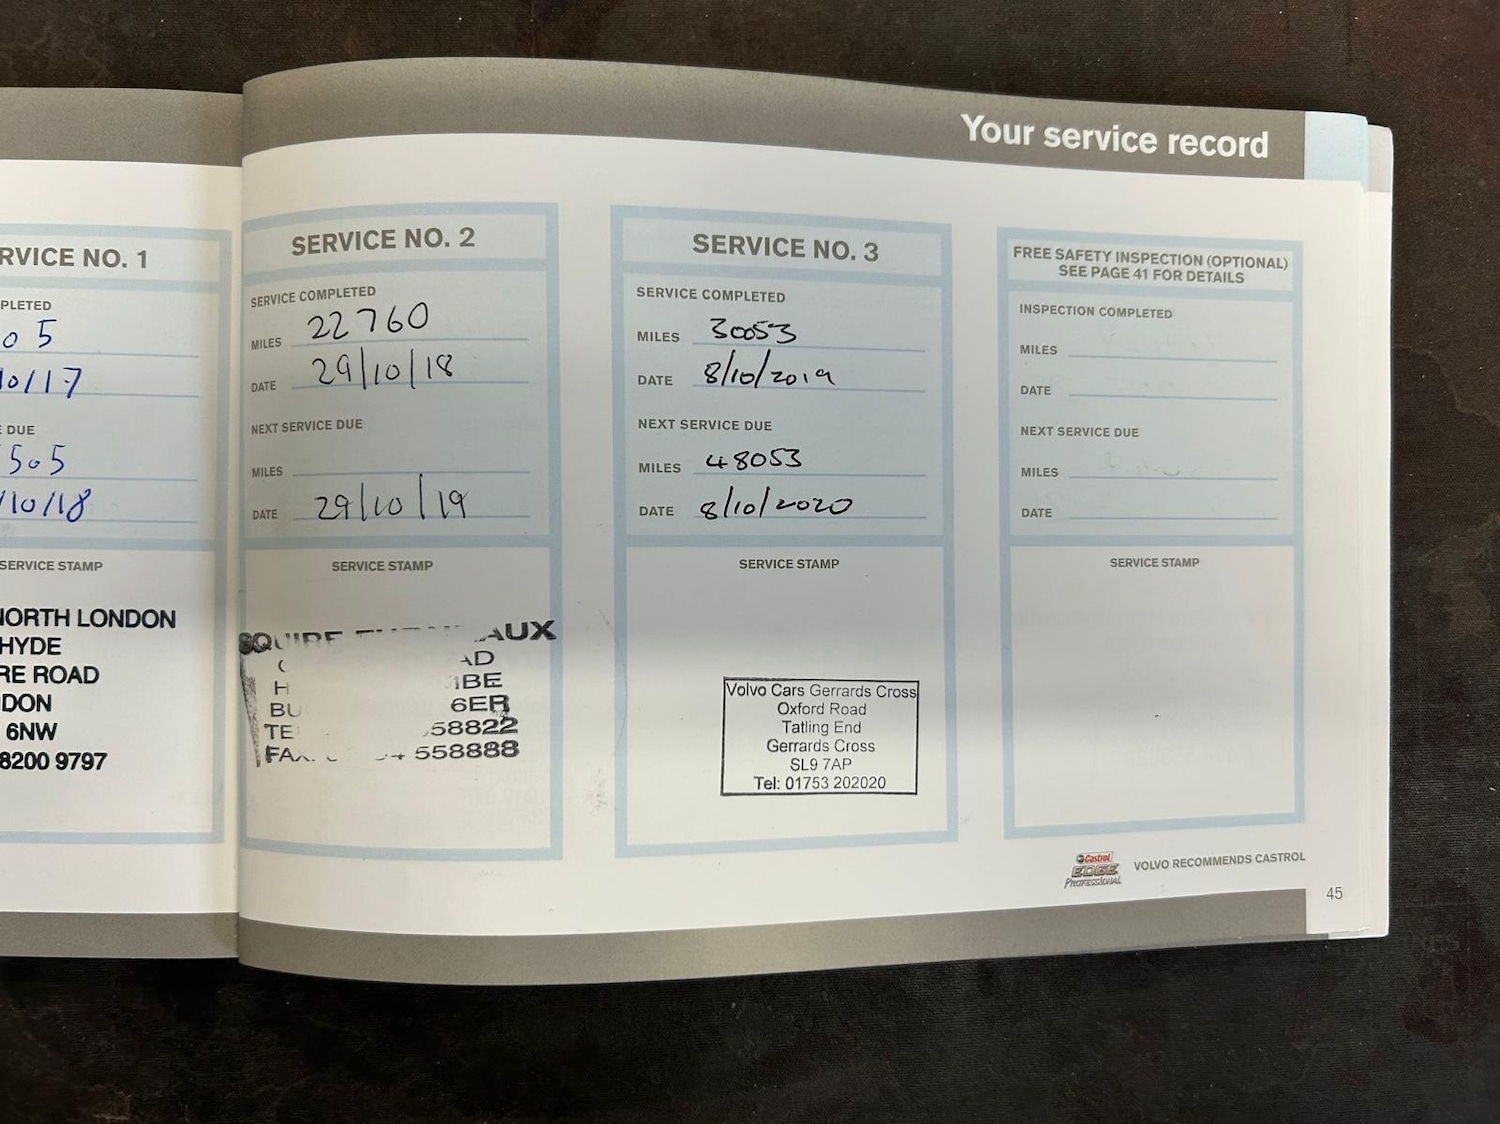 Your service record
RVICE NO. 1
PLETED
05
10/17
E DUE
505
/10/18
SERVICE STAMP
NORTH LONDON
HYDE
RE ROAD
DON
6NW
8200 9797
SERVICE NO. 2
SERVICE COMPLETED
MILES 22760
DATE 29/10/18
NEXT SERVICE DUE
MILES
DATE 29/10/19
SERVICE STAMP
SQUIRE AUX
AD
H BE
BU 6ER
TE 58822
FAX. 558888
SERVICE NO. 3
SERVICE COMPLETED
MILES 30053
DATE 8/10/2019
NEXT SERVICE DUE
MILES 48053
DATE 8/10/2020
SERVICE STAMP
Volvo Cars Gerrards Cross
Oxford Road
Tatling End
Gerrards Cross
SL9 7AP
Tel: 01753 202020
FREE SAFETY INSPECTION (OPTIONAL)
SEE PAGE 41 FOR DETAILS
INSPECTION COMPLETED
MILES
DATE
NEXT SERVICE DUE
MILES
DATE
SERVICE STAMP
Castrol
EDGE
PROFESSIONAL
VOLVO RECOMMENDS CASTROL
45